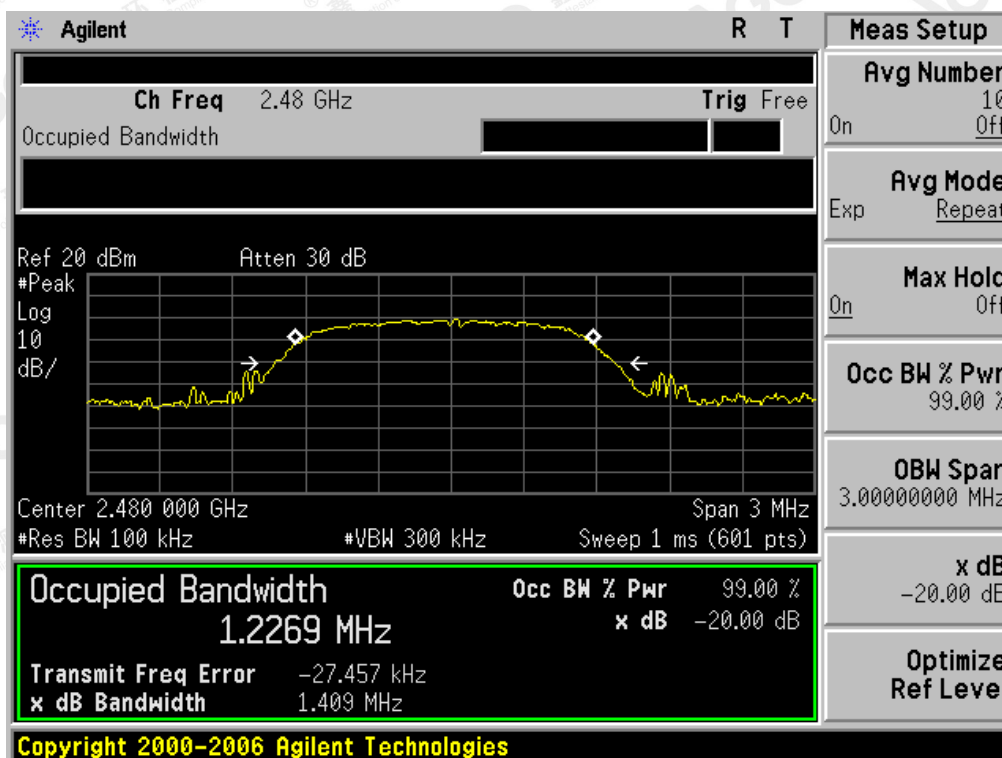 Agilent R T
Ch Freq 2.48 GHz Trig Free
Occupied Bandwidth
Ref 20 dBm Atten 30 dB
#Peak
Log
10
dB/
Center 2.480 000 GHz Span 3 MHz
#Res BW 100 kHz #VBW 300 kHz Sweep 1 ms (601 pts)
Occupied Bandwidth
1.2269 MHz
Occ BW % Pwr 99.00 %
x dB -20.00 dB
Transmit Freq Error -27.457 kHz
x dB Bandwidth 1.409 MHz
Copyright 2000-2006 Agilent Technologies
Meas Setup
Avg Number
10
On Off
Avg Mode
Exp Repeat
Max Hold
On Off
Occ BW % Pwr
99.00 %
OBW Span
3.00000000 MHz
x dB
-20.00 dB
Optimize
Ref Level